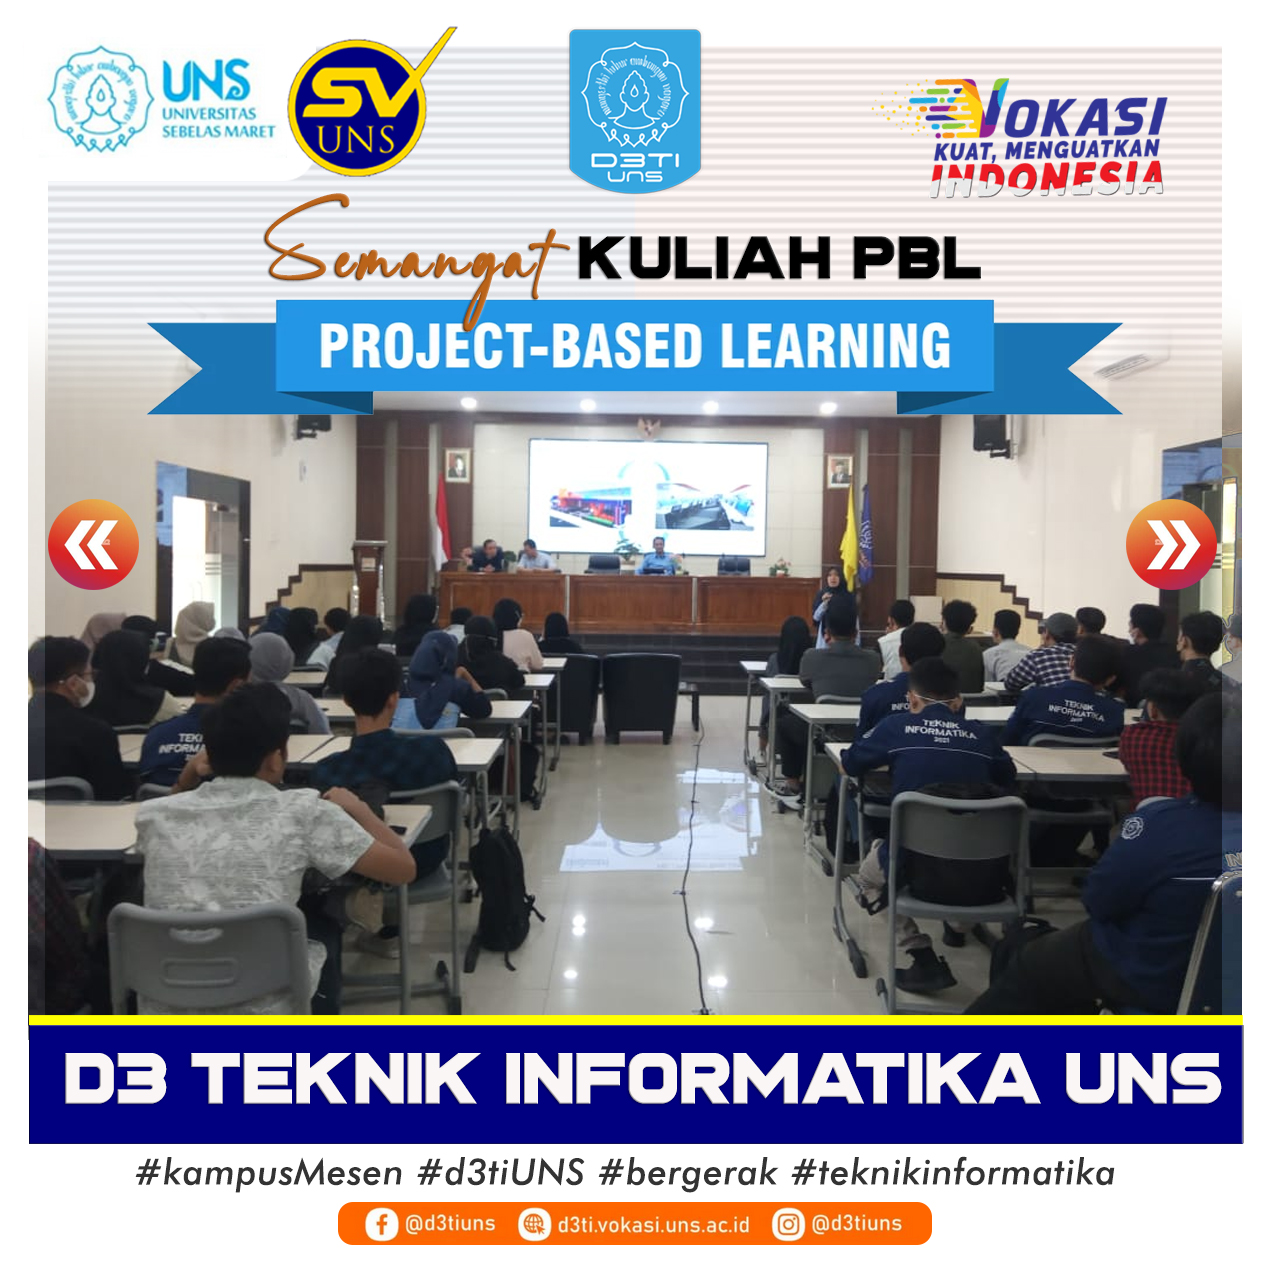 UNS
UNIVERSITAS
SEBELAS MARET
SV
UNS
D3TI
UNS
VOKASI
KUAT, MENGUATKAN
INDONESIA
Semangat KULIAH PBL
PROJECT-BASED LEARNING
TEKNIK
INFORMATIKA
TEKNIK
INFORMATIKA
2021
D3 TEKNIK INFORMATIKA UNS
#kampusMesen #d3tiUNS #bergerak #teknikinformatika
@d3tiuns d3ti.vokasi.uns.ac.id @d3tiuns